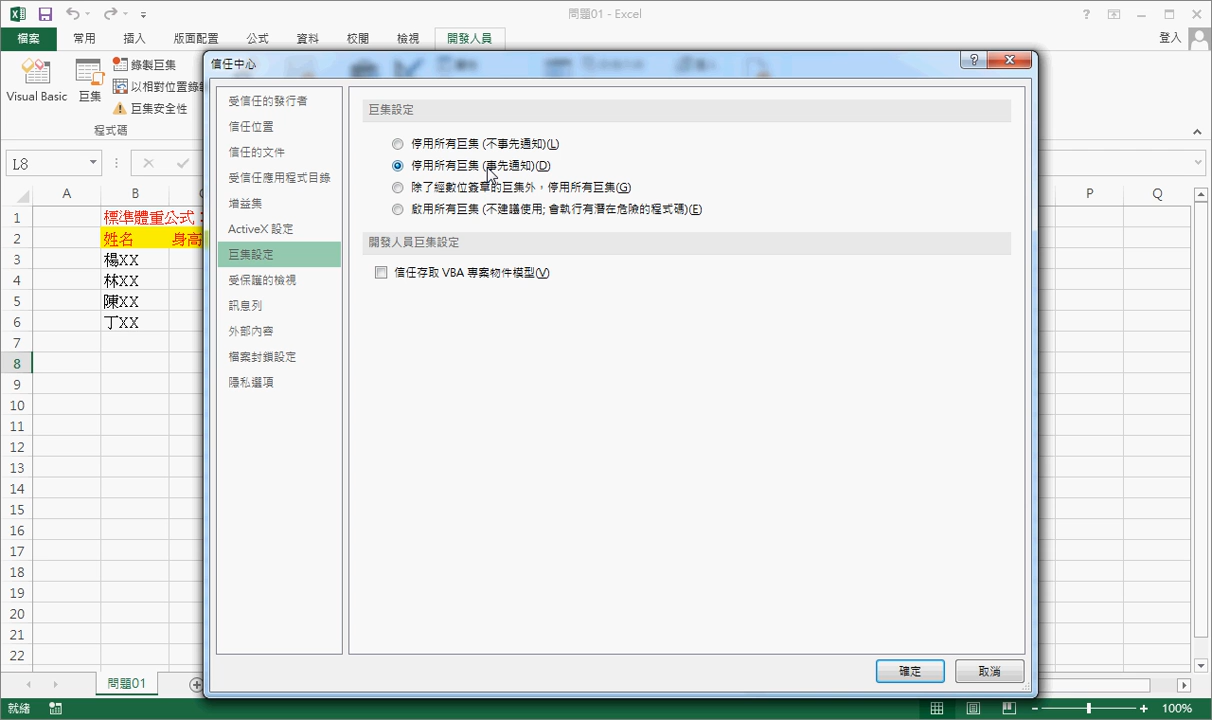 問題01 - Excel
檔案 常用 插入 版面配置 公式 資料 校閱 檢視 開發人員 登入
Visual Basic 巨集 錄製巨集
以相對位置錄
巨集安全性
程式碼
L8
A B P Q
1 標準體重公式：
2 姓名 身高
3 楊XX
4 林XX
5 陳XX
6 丁XX
7
8
9
10
11
12
13
14
15
16
17
18
19
20
21
22
問題01
就緒
100%
信任中心
受信任的發行者
信任位置
信任的文件
受信任應用程式目錄
增益集
ActiveX 設定
巨集設定
受保護的檢視
訊息列
外部內容
檔案封鎖設定
隱私選項
巨集設定
停用所有巨集 (不事先通知)(L)
停用所有巨集 (事先通知)(D)
除了經數位簽章的巨集外，停用所有巨集(G)
啟用所有巨集 (不建議使用; 會執行有潛在危險的程式碼)(E)
開發人員巨集設定
信任存取 VBA 專案物件模型(V)
確定 取消